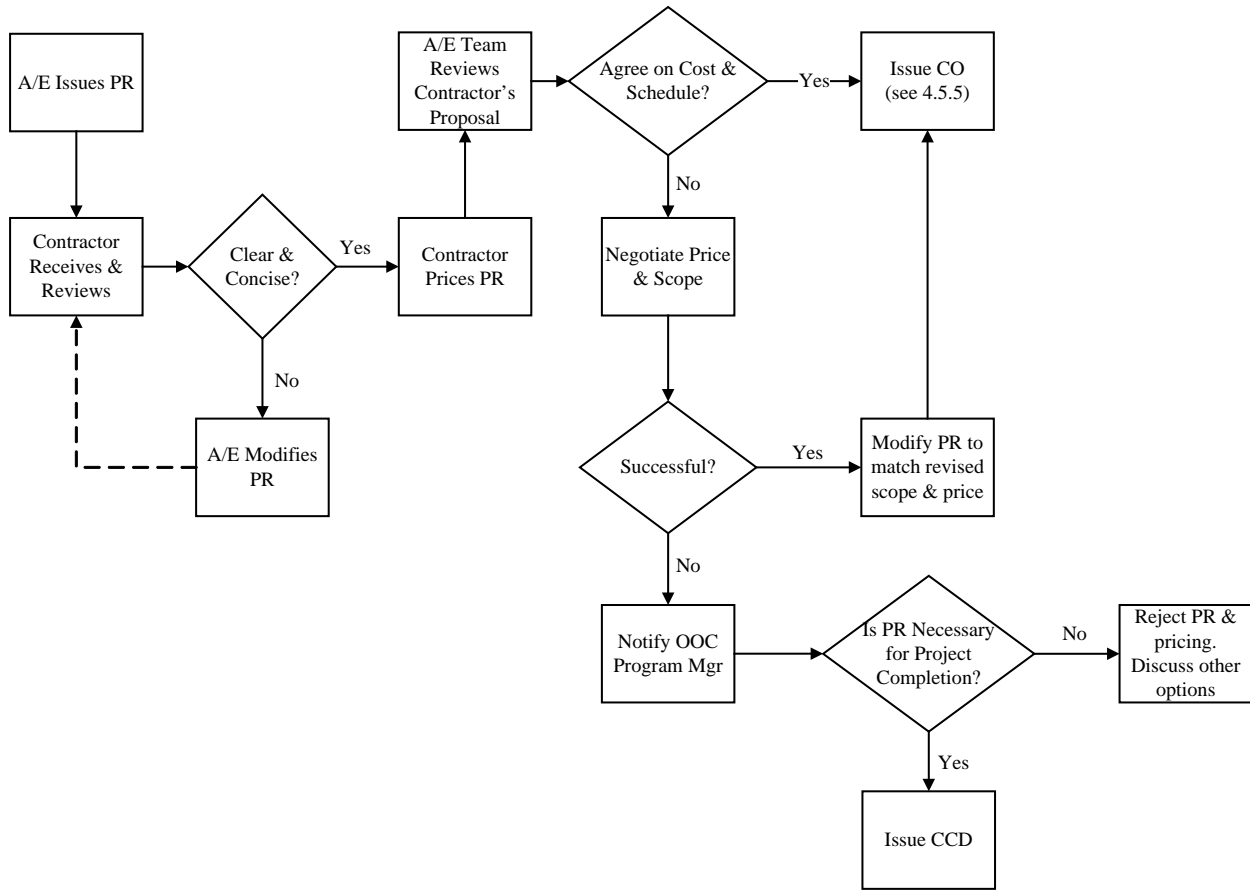 A/E Issues PR
A/E Team
Reviews
Contractor's
Proposal
Agree on Cost &
Schedule?
Yes
Issue CO
(see 4.5.5)
No
Contractor
Receives &
Reviews
Clear &
Concise?
Yes
Contractor
Prices PR
Negotiate Price
& Scope
No
A/E Modifies
PR
Successful?
Yes
Modify PR to
match revised
scope & price
No
Notify OOC
Program Mgr
Is PR Necessary
for Project
Completion?
No
Reject PR &
pricing.
Discuss other
options
Yes
Issue CCD